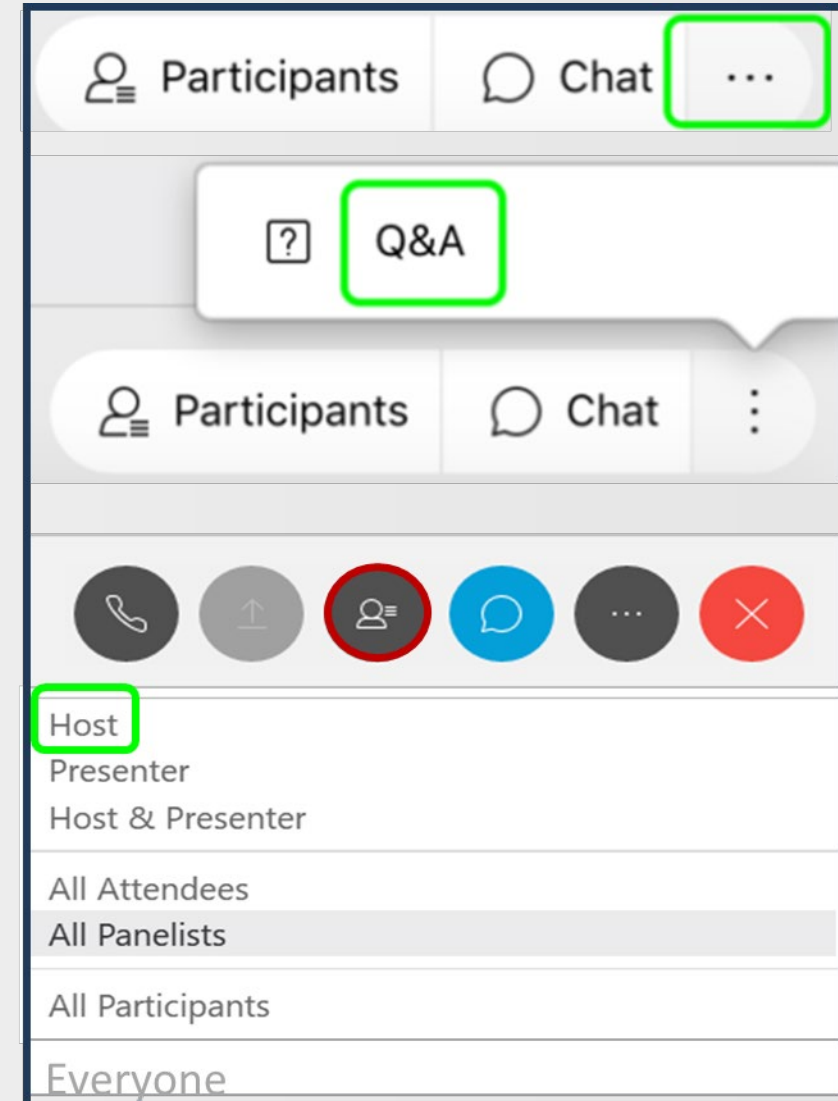 Participants Chat ...
? Q&A
Participants Chat
...
Host
Presenter
Host & Presenter
All Attendees
All Panelists
All Participants
Everyone